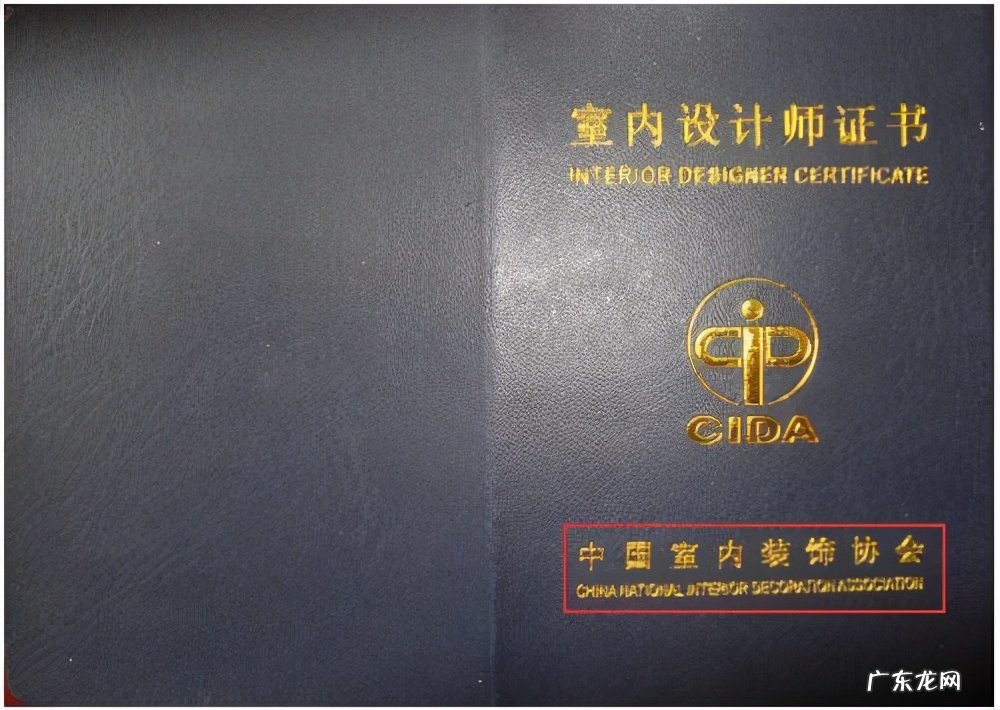 室内设计师证书
INTERIOR DESIGNER CERTIFICATE
CIDA
中国室内装饰协会
CHINA NATIONAL INTERIOR DECORATION ASSOCIATION
广东龙网